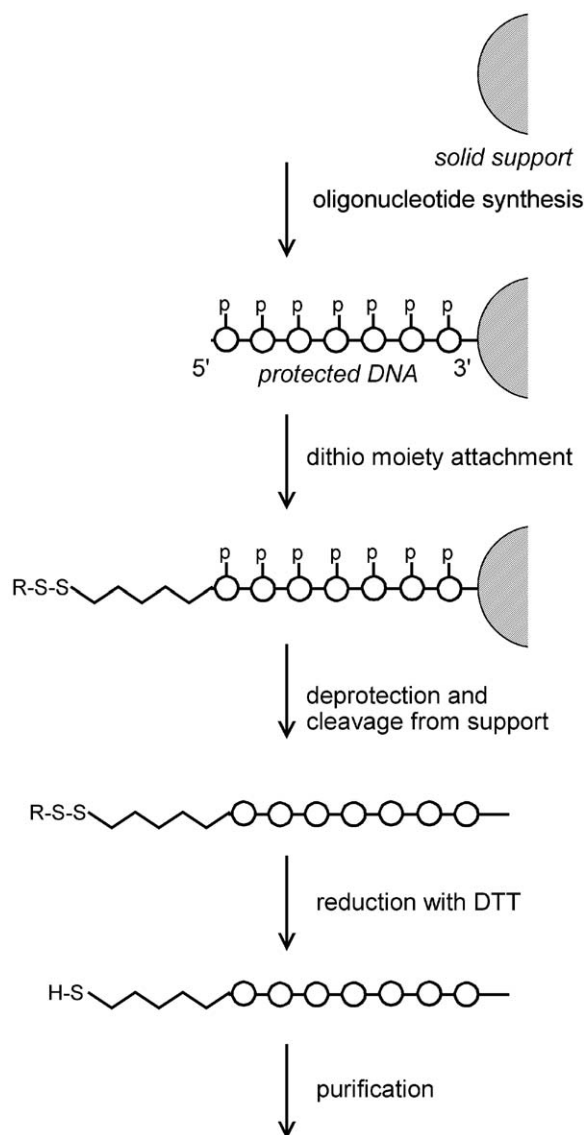 solid support
oligonucleotide synthesis
p p p p p p p
5' protected DNA 3'
dithio moiety attachment
p p p p p p p
R-S-S
deprotection and
cleavage from support
R-S-S
reduction with DTT
H-S
purification